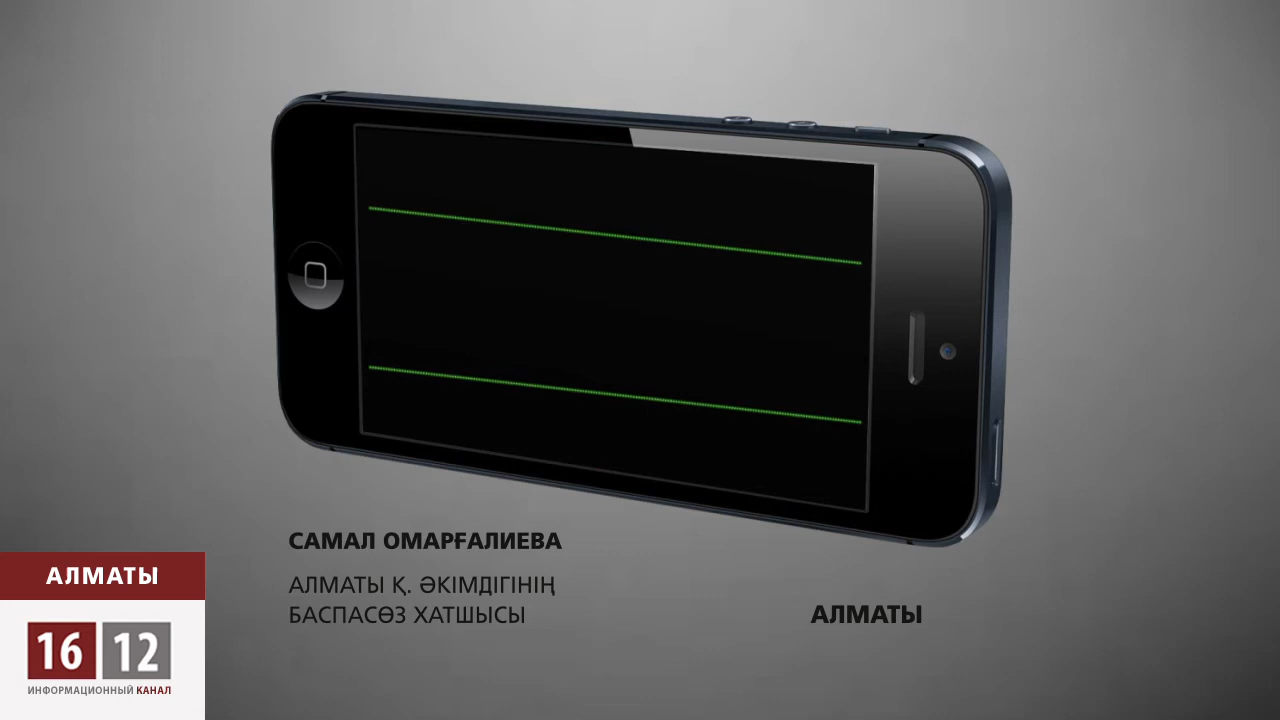 САМАЛ ОМАРҒАЛИЕВА
АЛМАТЫ Қ. ӘКІМДІГІНІҢ
БАСПАСӨЗ ХАТШЫСЫ
АЛМАТЫ
АЛМАТЫ
16 12
ИНФОРМАЦИОННЫЙ КАНАЛ